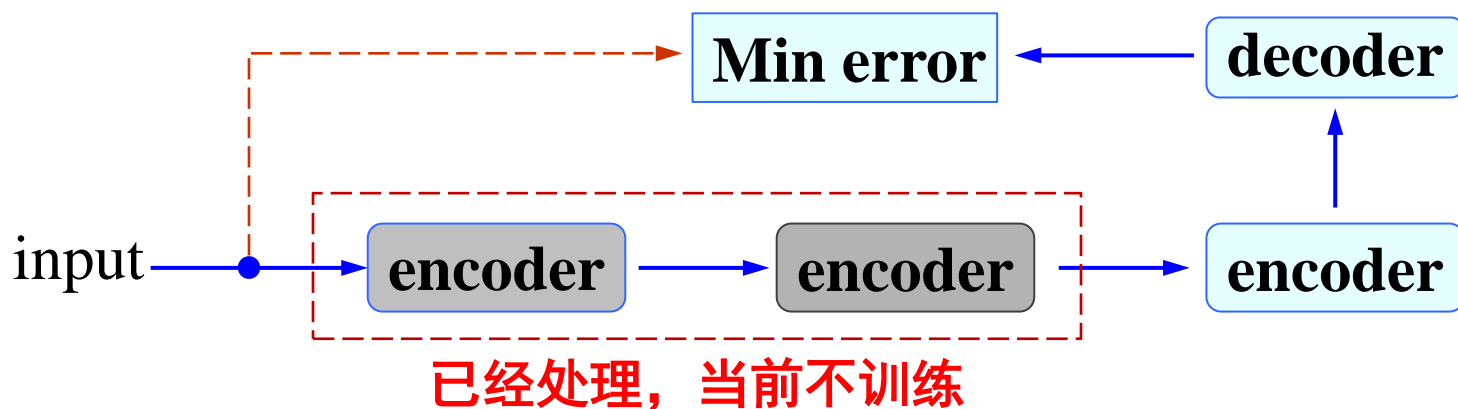 Min error
decoder
input
encoder
encoder
encoder
已经处理，当前不训练